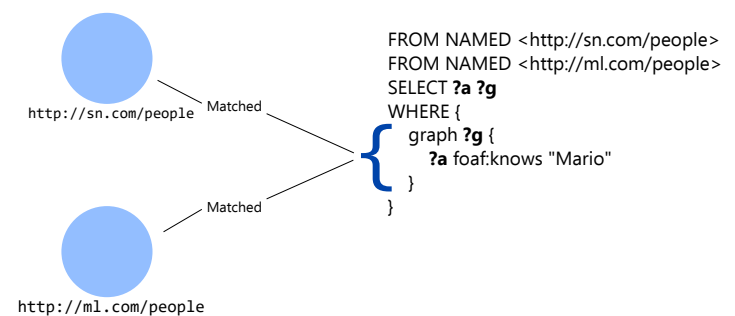 http://sn.com/people
Matched
Matched
http://ml.com/people
FROM NAMED <http://sn.com/people>
FROM NAMED <http://ml.com/people>
SELECT ?a ?g
WHERE {
graph ?g {
?a foaf:knows "Mario"
}
}